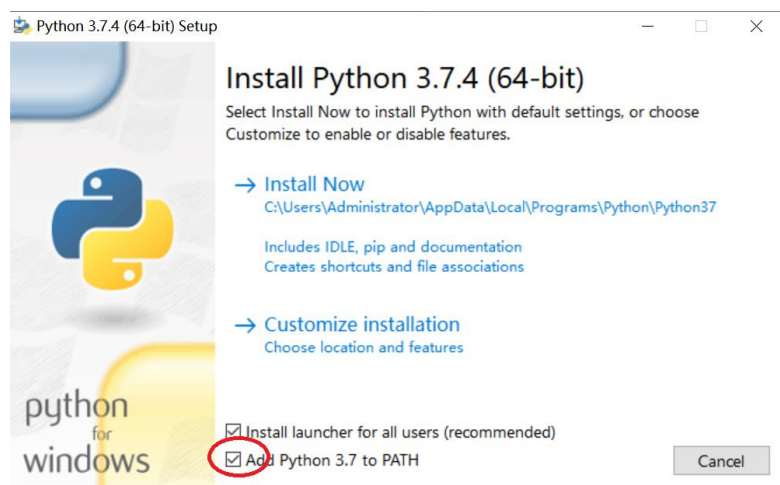 Python 3.7.4 (64-bit) Setup
Install Python 3.7.4 (64-bit)
Select Install Now to install Python with default settings, or choose
Customize to enable or disable features.
Install Now
C:\Users\Administrator\AppData\Local\Programs\Python\Python37
Includes IDLE, pip and documentation
Creates shortcuts and file associations
Customize installation
Choose location and features
python
for
windows
Install launcher for all users (recommended)
Add Python 3.7 to PATH
Cancel